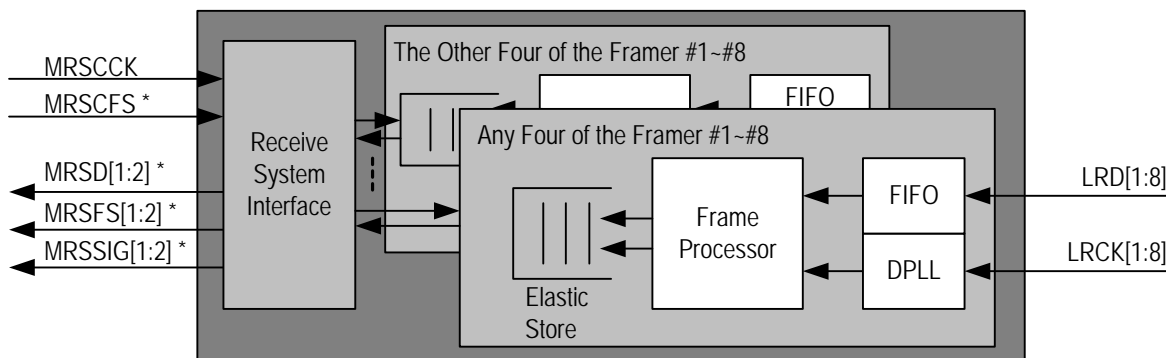 MRSCCK
MRSCFS *
MRSD[1:2] *
MRSFS[1:2] *
MRSSIG[1:2] *
Receive
System
Interface
The Other Four of the Framer #1~#8
FIFO
Any Four of the Framer #1~#8
Elastic
Store
Frame
Processor
FIFO
DPLL
LRD[1:8]
LRCK[1:8]